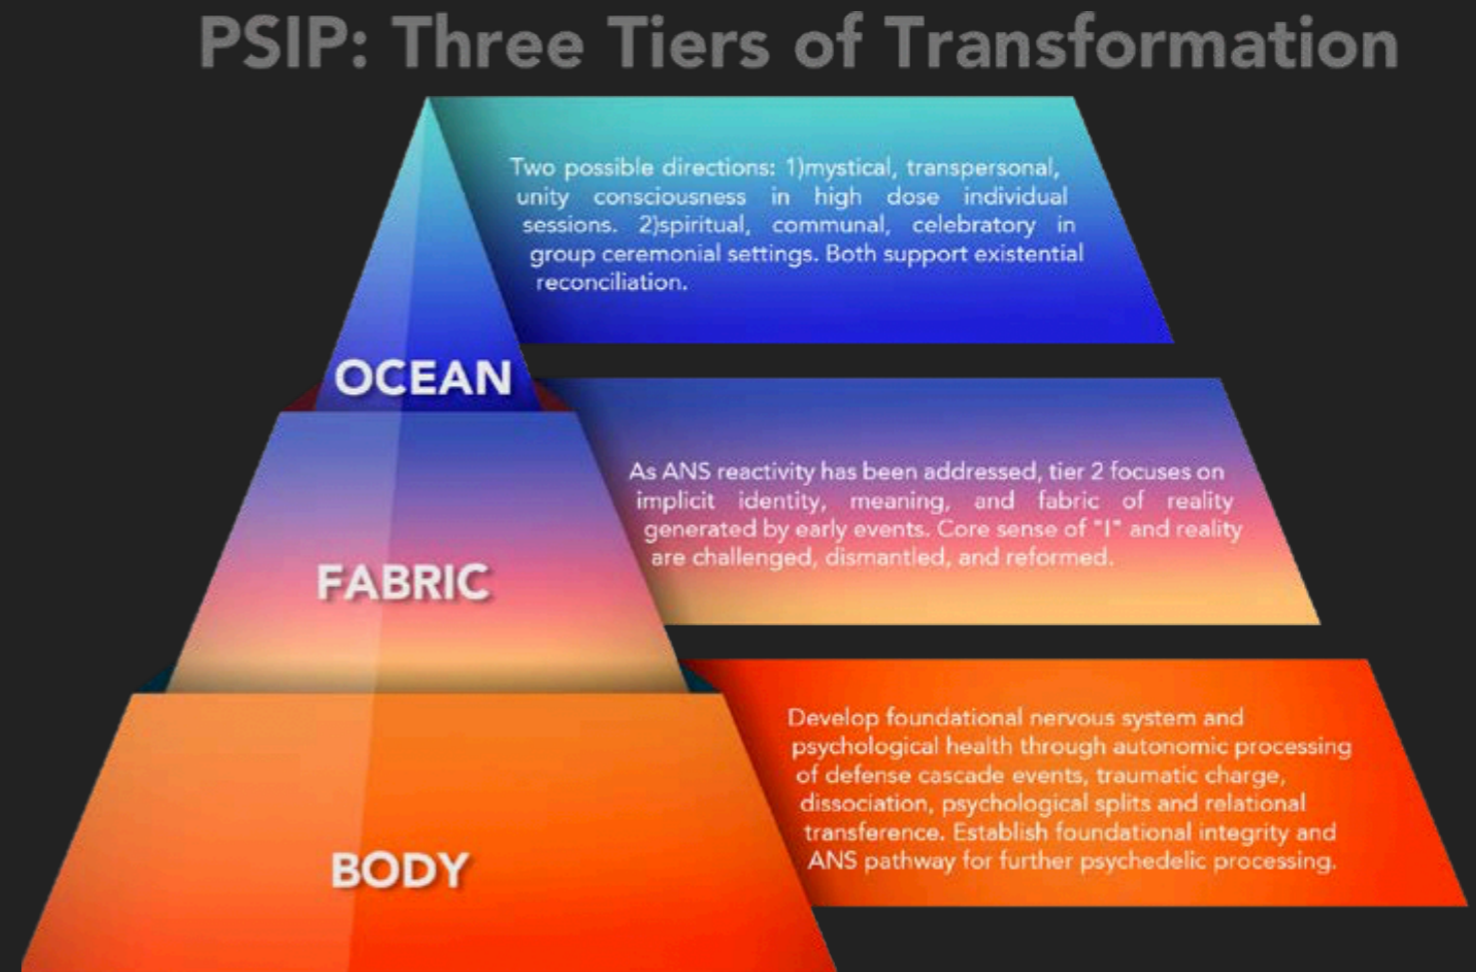 PSIP: Three Tiers of Transformation
Two possible directions: 1)mystical, transpersonal,
unity consciousness in high dose individual
sessions. 2)spiritual, communal, celebratory in
group ceremonial settings. Both support existential
reconciliation.
OCEAN
As ANS reactivity has been addressed, tier 2 focuses on
implicit identity, meaning, and fabric of reality
generated by early events. Core sense of "I" and reality
are challenged, dismantled, and reformed.
FABRIC
Develop foundational nervous system and
psychological health through autonomic processing
of defense cascade events, traumatic charge,
dissociation, psychological splits and relational
transference. Establish foundational integrity and
ANS pathway for further psychedelic processing.
BODY